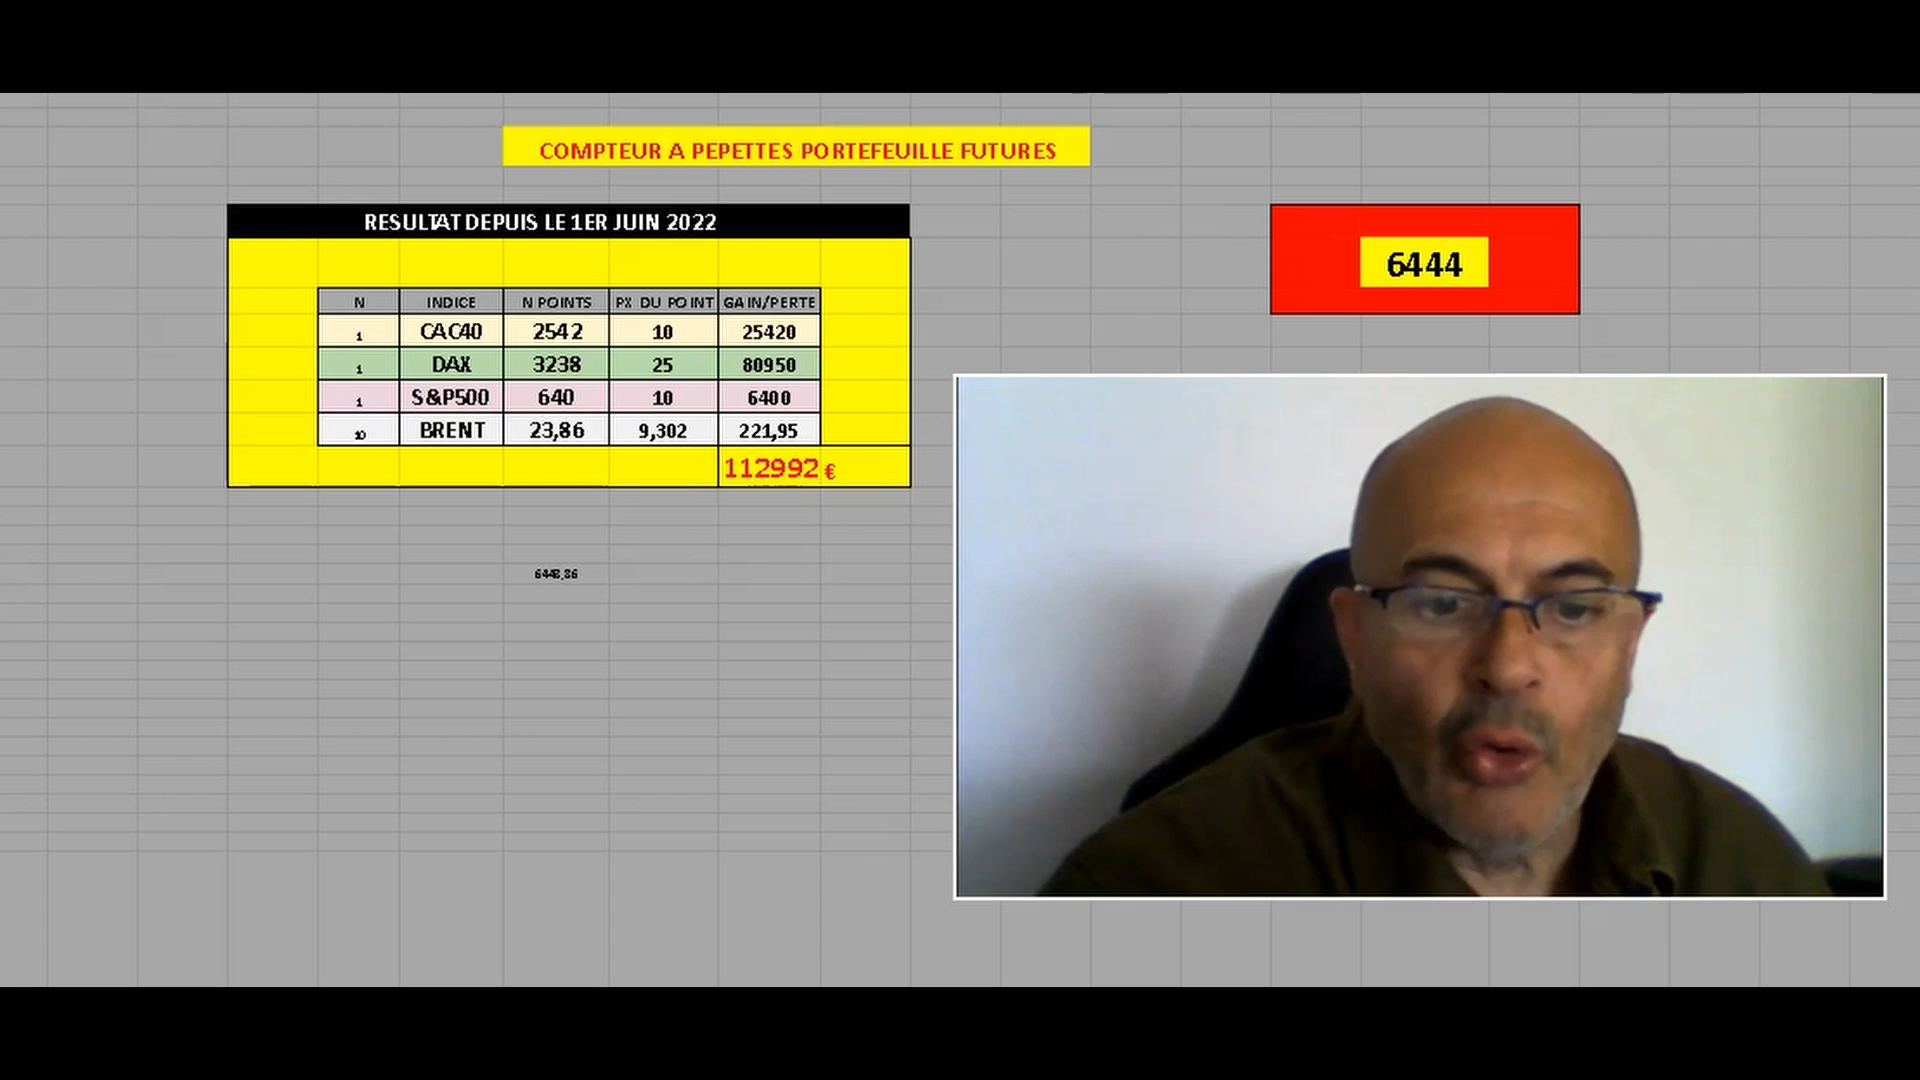 COMPTEUR A PEPETTES PORTEFEUILLE FUTURES
RESULTAT DEPUIS LE 1ER JUIN 2022
6444
N INDICE N POINTS PX DU POINT GAIN/PERTE
1 CAC40 2542 10 25420
1 DAX 3238 25 80950
1 S&P500 640 10 6400
10 BRENT 23,86 9,302 221,95
112992 €